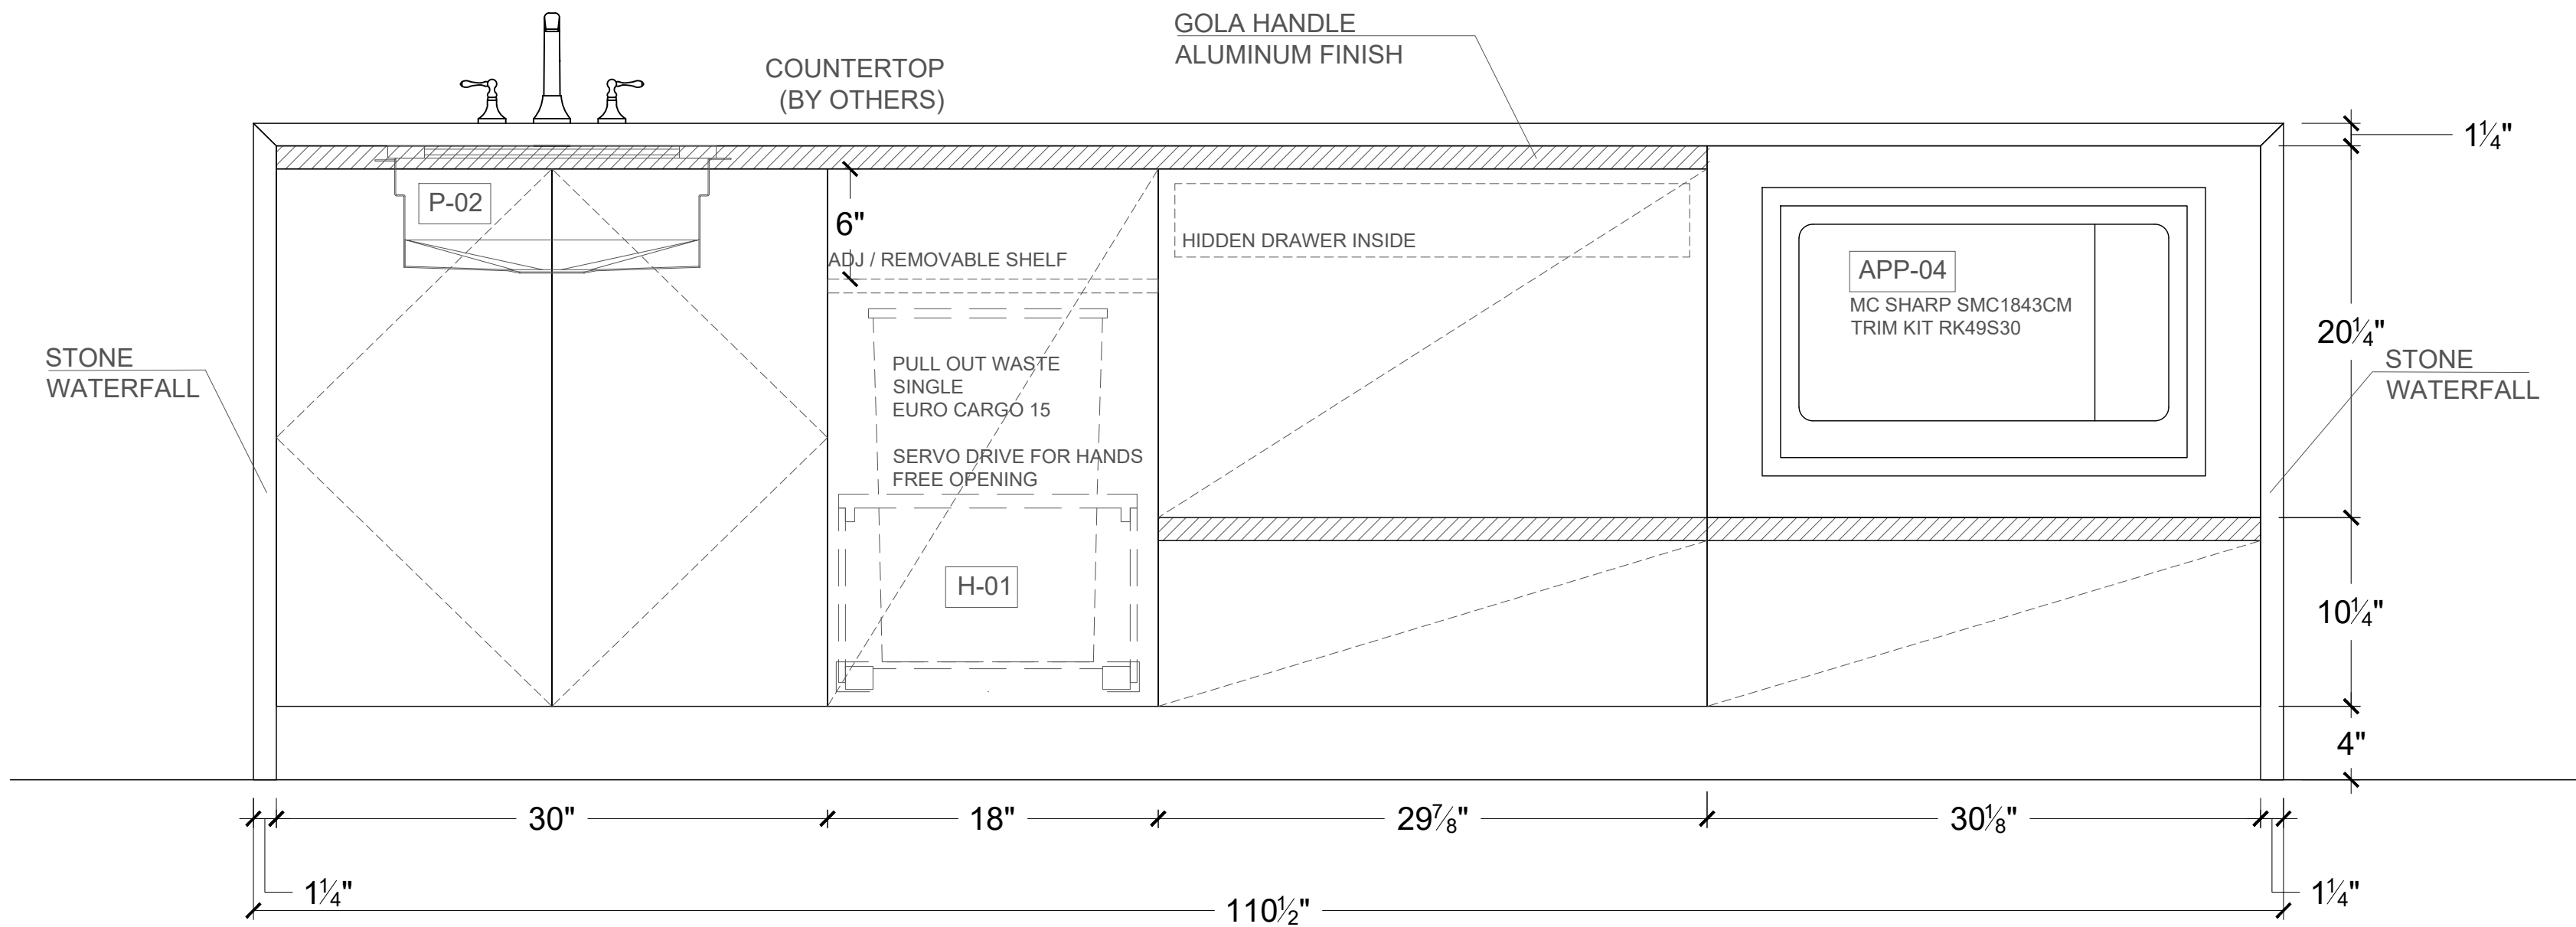 GOLA HANDLE
ALUMINUM FINISH
COUNTERTOP
(BY OTHERS)
1¼"
P-02
6"
ADJ / REMOVABLE SHELF
HIDDEN DRAWER INSIDE
APP-04
MC SHARP SMC1843CM
TRIM KIT RK49S30
20¼"
STONE
WATERFALL
STONE
WATERFALL
PULL OUT WASTE
SINGLE
EURO CARGO 15
SERVO DRIVE FOR HANDS
FREE OPENING
H-01
10¼"
4"
30"
18"
29⅞"
30⅛"
1¼"
1¼"
110½"